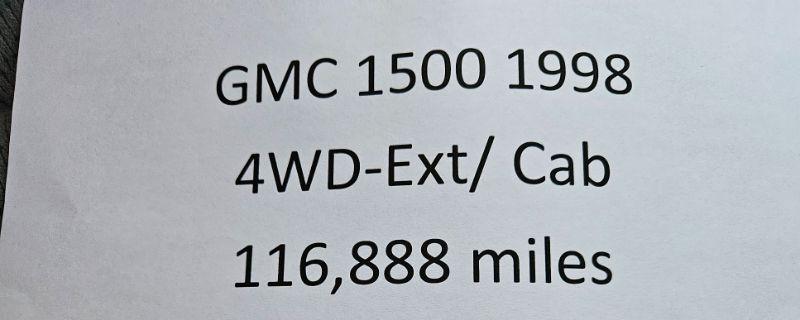 GMC 1500 1998
4WD-Ext/ Cab
116,888 miles